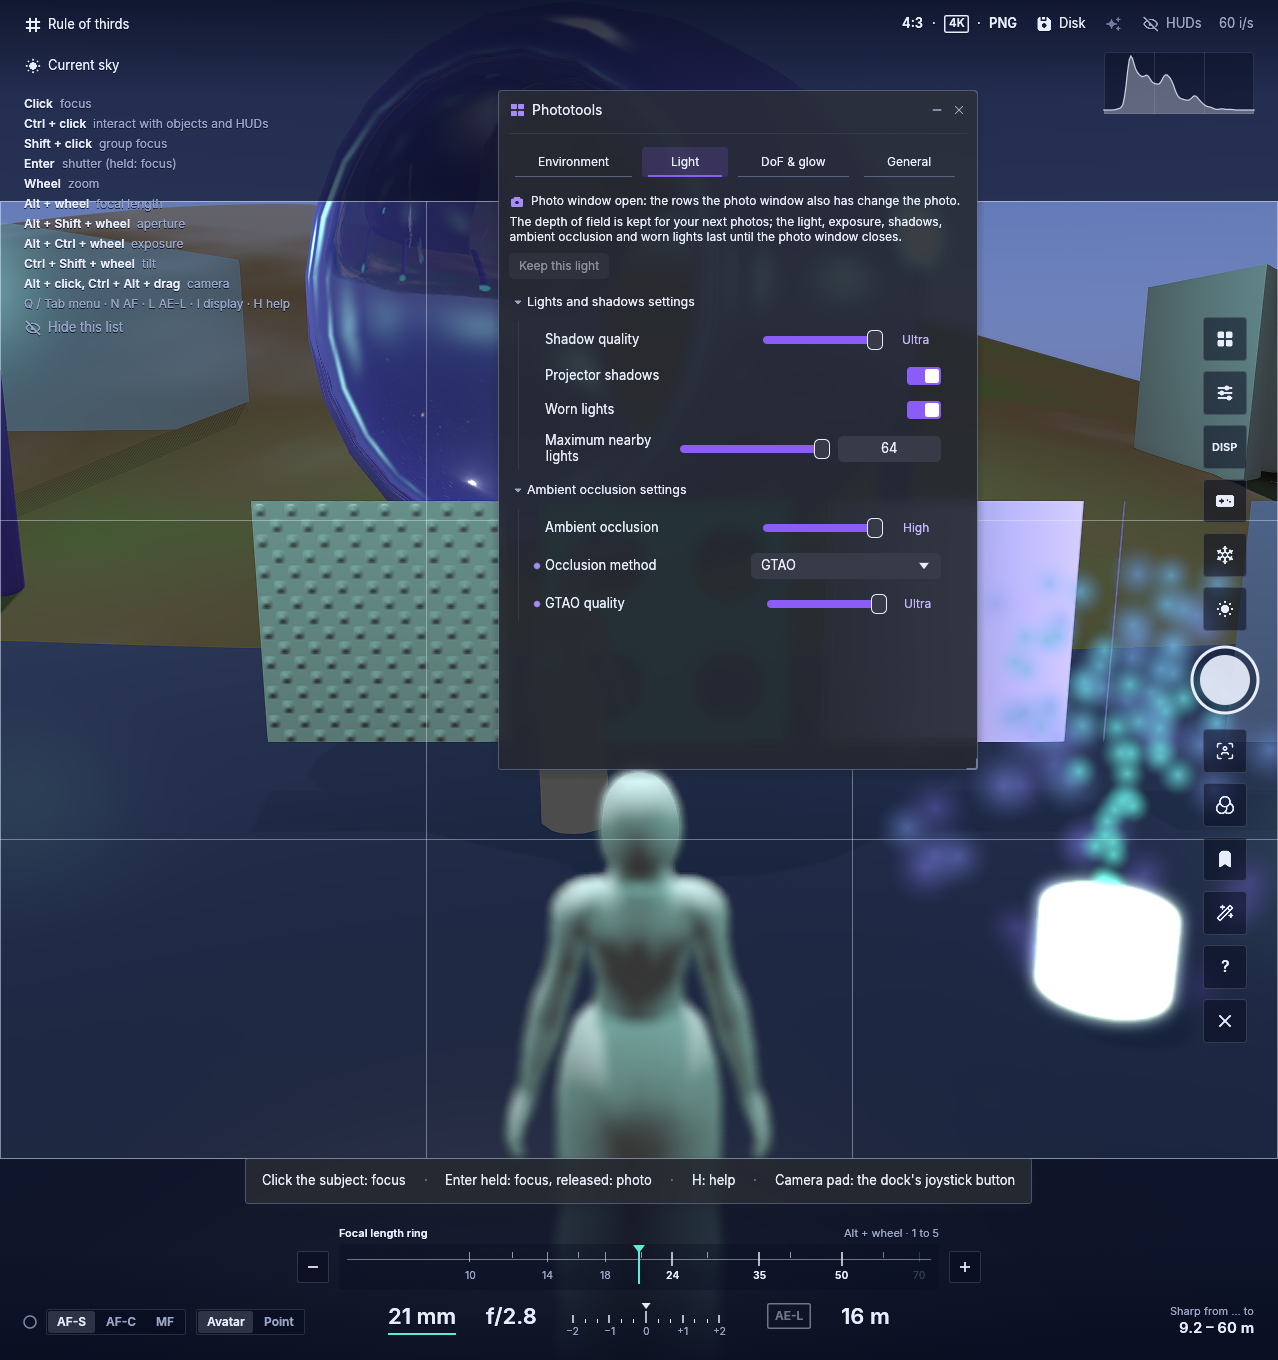 Rule of thirds
4:3 · 4K · PNG Disk HUDs 60 i/s
Current sky
Click focus
Ctrl + click interact with objects and HUDs
Shift + click group focus
Enter shutter (held: focus)
Wheel zoom
Alt + wheel focal length
Alt + Shift + wheel aperture
Alt + Ctrl + wheel exposure
Ctrl + Shift + wheel tilt
Alt + click, Ctrl + Alt + drag camera
Q / Tab menu · N AF · L AE-L · I display · H help
Hide this list
Phototools
Environment Light DoF & glow General
Photo window open: the rows the photo window also has change the photo.
The depth of field is kept for your next photos; the light, exposure, shadows,
ambient occlusion and worn lights last until the photo window closes.
Keep this light
Lights and shadows settings
Shadow quality Ultra
Projector shadows
Worn lights
Maximum nearby
lights
64
Ambient occlusion settings
Ambient occlusion High
Occlusion method GTAO
GTAO quality Ultra
DISP
?
Click the subject: focus · Enter held: focus, released: photo · H: help · Camera pad: the dock's joystick button
Focal length ring Alt + wheel · 1 to 5
10 14 18 24 35 50 70
AF-S AF-C MF Avatar Point
21 mm f/2.8
−2 −1 0 +1 +2
AE-L 16 m
Sharp from ... to
9.2 – 60 m